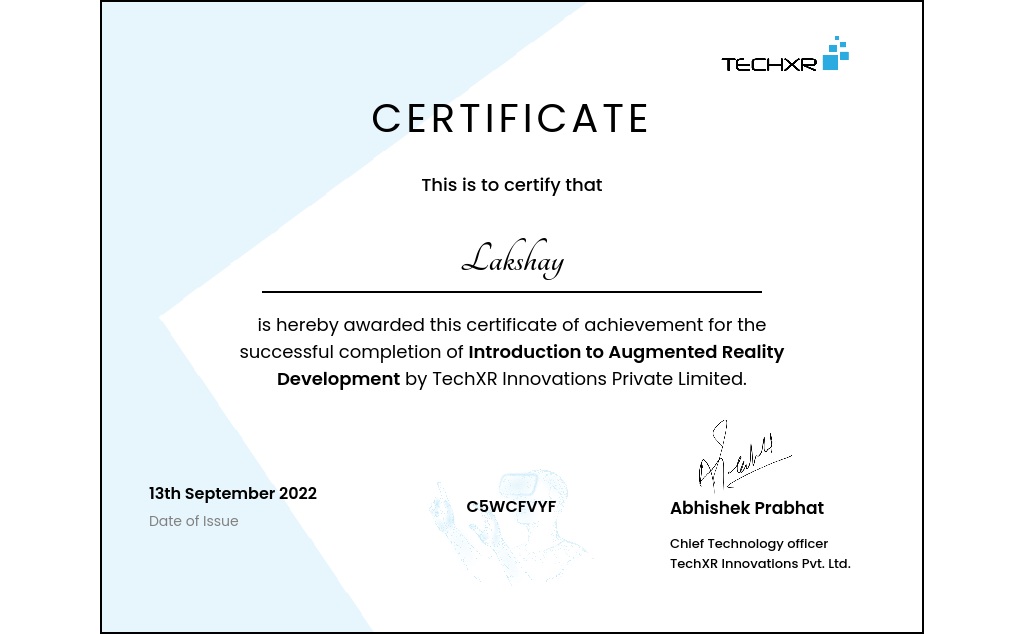 TECHXR
CERTIFICATE
This is to certify that
Lakshay
is hereby awarded this certificate of achievement for the
successful completion of Introduction to Augmented Reality
Development by TechXR Innovations Private Limited.
13th September 2022
Date of Issue
C5WCFVYF
Abhishek Prabhat
Chief Technology officer
TechXR Innovations Pvt. Ltd.